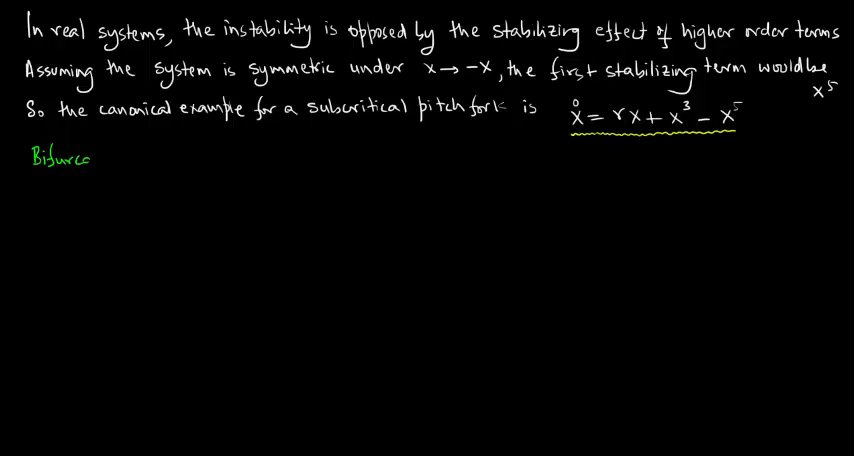 In real systems, the instability is opposed by the stabilizing effect of higher order terms
Assuming the system is symmetric under x → -x, the first stabilizing term would be x⁵
So the canonical example for a subcritical pitchfork is ẋ = rx + x³ - x⁵
Bifurca